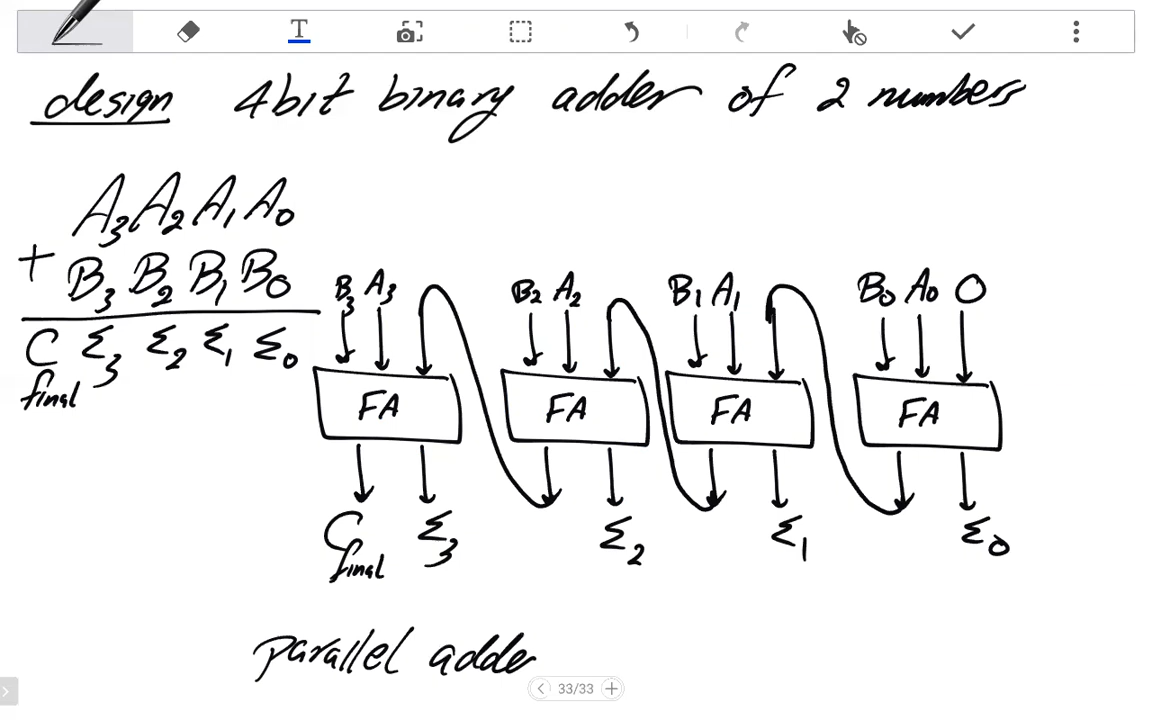 T
design 4bit binary adder of 2 numbers
A3 A2 A1 A0
+ B3 B2 B1 B0
C final Σ3 Σ2 Σ1 Σ0
B3 A3 B2 A2 B1 A1 B0 A0 0
FA FA FA FA
C final Σ3 Σ2 Σ1 Σ0
parallel adde
33/33